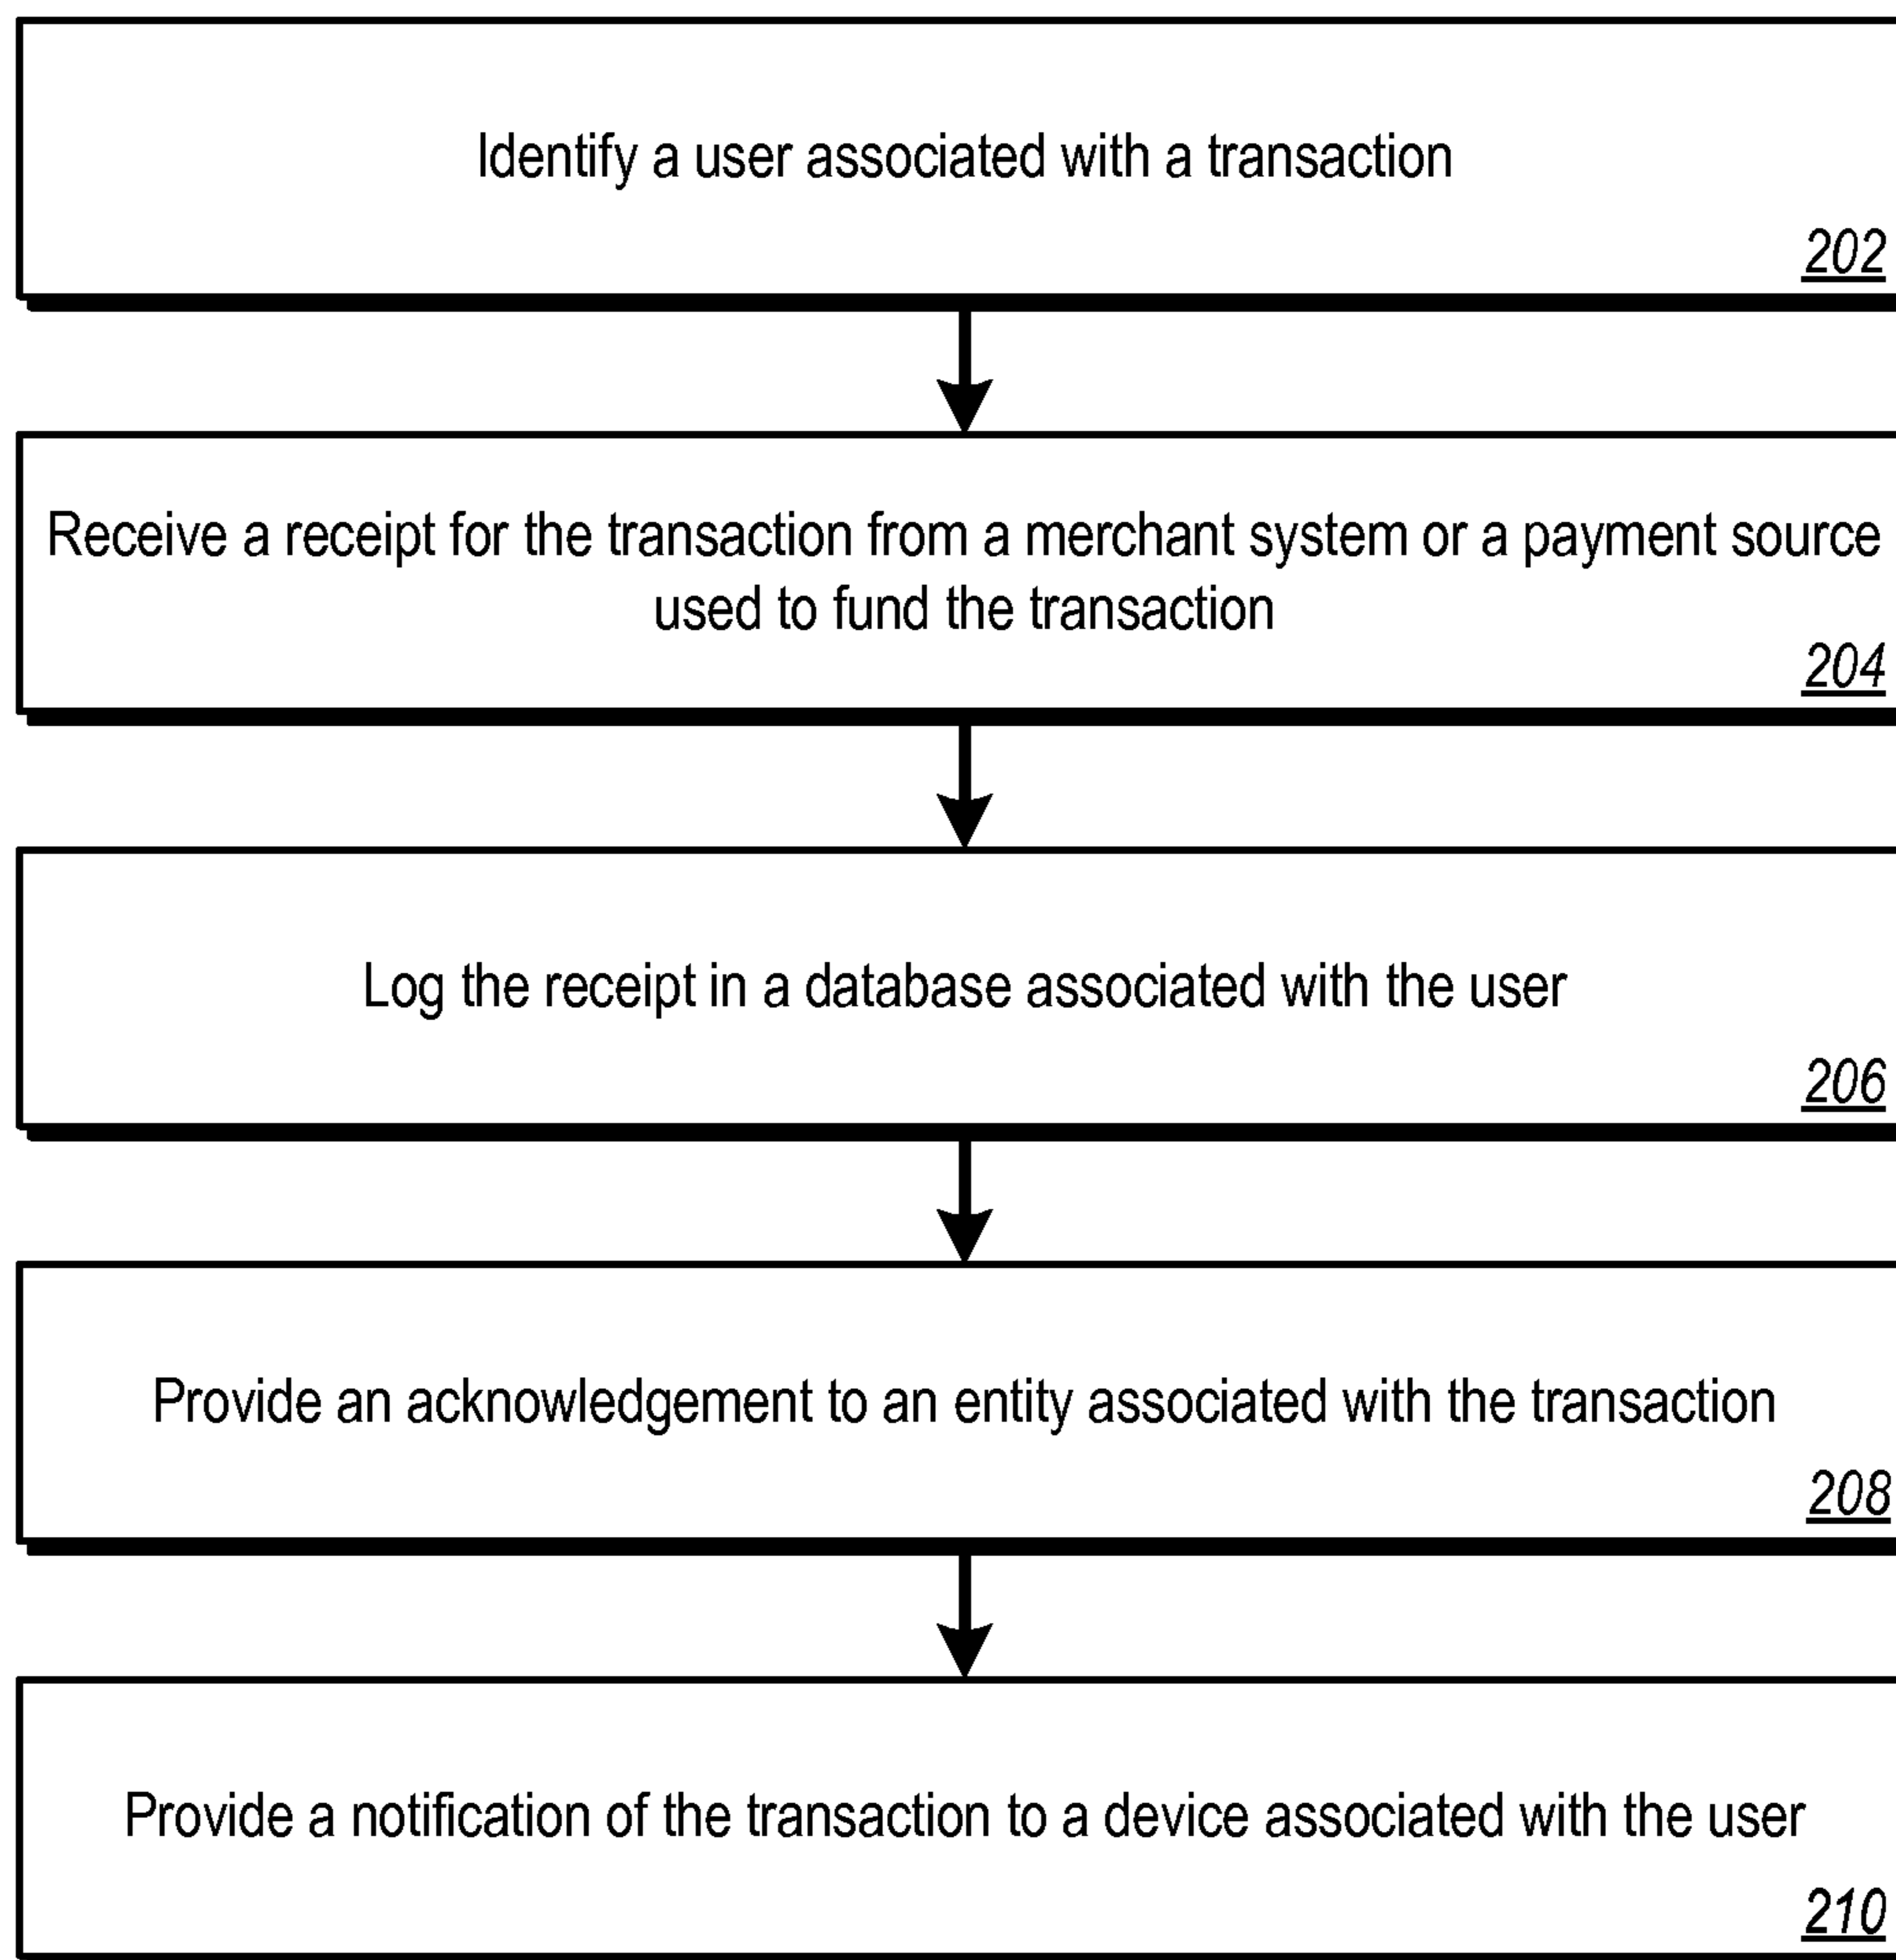 Identify a user associated with a transaction
202
Receive a receipt for the transaction from a merchant system or a payment source
used to fund the transaction
204
Log the receipt in a database associated with the user
206
Provide an acknowledgement to an entity associated with the transaction
208
Provide a notification of the transaction to a device associated with the user
210